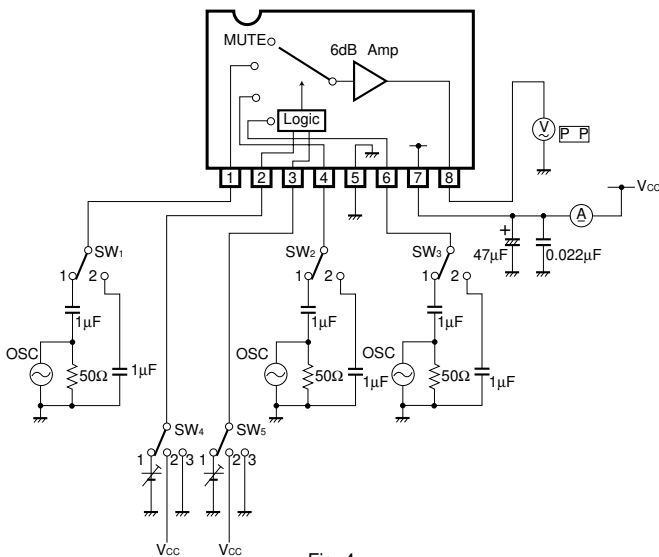 MUTE
6dB Amp
Logic
1 2 3 4 5 6 7 8
V P P
VCC
A
SW1
SW2
SW3
+
47μF
0.022μF
1 2
1 2
1 2
1μF
1μF
1μF
OSC
50Ω
1μF
OSC
50Ω
1μF
OSC
50Ω
1μF
SW4
SW5
1 2 3
1 2 3
VCC
VCC
Fig. 4